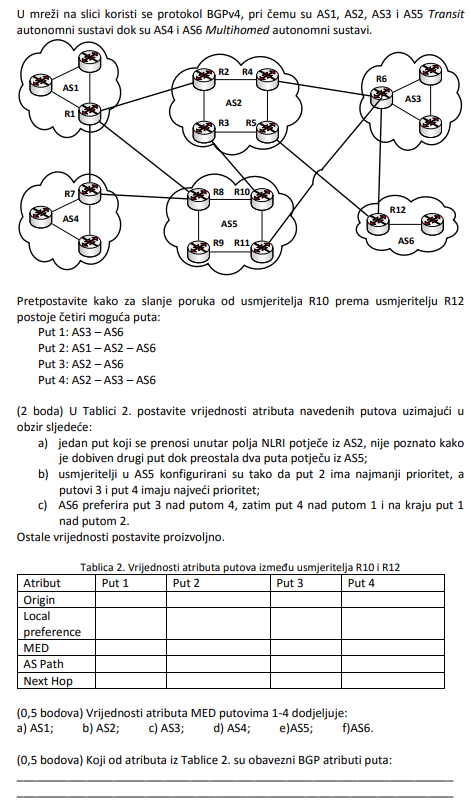 U mreži na slici koristi se protokol BGPv4, pri čemu su AS1, AS2, AS3 i AS5 Transit
autonomni sustavi dok su AS4 i AS6 Multihomed autonomni sustavi.
AS1
R1
R2 R4
AS2
R3 R5
R6
AS3
R7
AS4
R8 R10
AS5
R9 R11
R12
AS6
Pretpostavite kako za slanje poruka od usmjeritelja R10 prema usmjeritelju R12
postoje četiri moguća puta:
Put 1: AS3 – AS6
Put 2: AS1 – AS2 – AS6
Put 3: AS2 – AS6
Put 4: AS2 – AS3 – AS6
(2 boda) U Tablici 2. postavite vrijednosti atributa navedenih putova uzimajući u
obzir sljedeće:
a) jedan put koji se prenosi unutar polja NLRI potječe iz AS2, nije poznato kako
je dobiven drugi put dok preostala dva puta potječu iz AS5;
b) usmjeritelji u AS5 konfigurirani su tako da put 2 ima najmanji prioritet, a
putovi 3 i put 4 imaju najveći prioritet;
c) AS6 preferira put 3 nad putom 4, zatim put 4 nad putom 1 i na kraju put 1
nad putom 2.
Ostale vrijednosti postavite proizvoljno.
Tablica 2. Vrijednosti atributa putova između usmjeritelja R10 i R12
Atribut Put 1 Put 2 Put 3 Put 4
Origin
Local
preference
MED
AS Path
Next Hop
(0,5 bodova) Vrijednosti atributa MED putovima 1-4 dodjeljuje:
a) AS1; b) AS2; c) AS3; d) AS4; e)AS5; f)AS6.
(0,5 bodova) Koji od atributa iz Tablice 2. su obavezni BGP atributi puta: